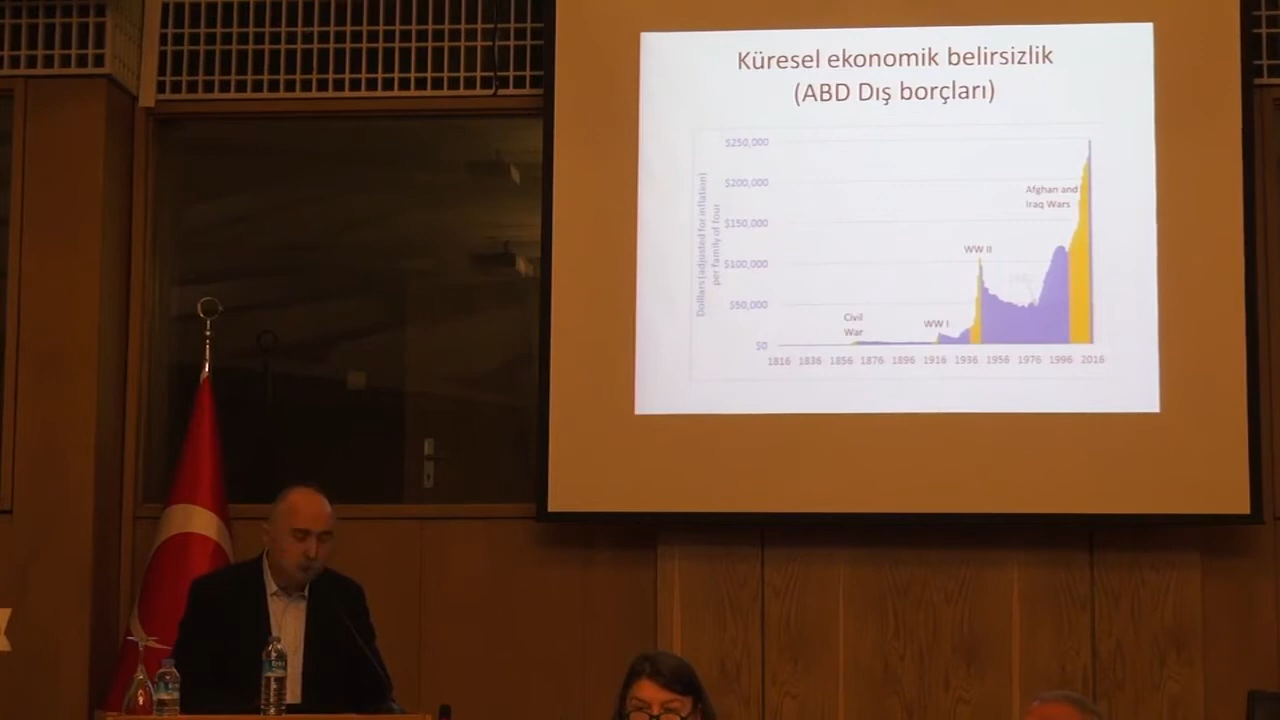 Küresel ekonomik belirsizlik
(ABD Dış borçları)
$250,000
$200,000
$150,000
$100,000
$50,000
$0
Dollars (adjusted for inflation)
per family of four
Afghan and
Iraq Wars
WW II
Civil
War
WW I
1816 1836 1856 1876 1896 1916 1936 1956 1976 1996 2016